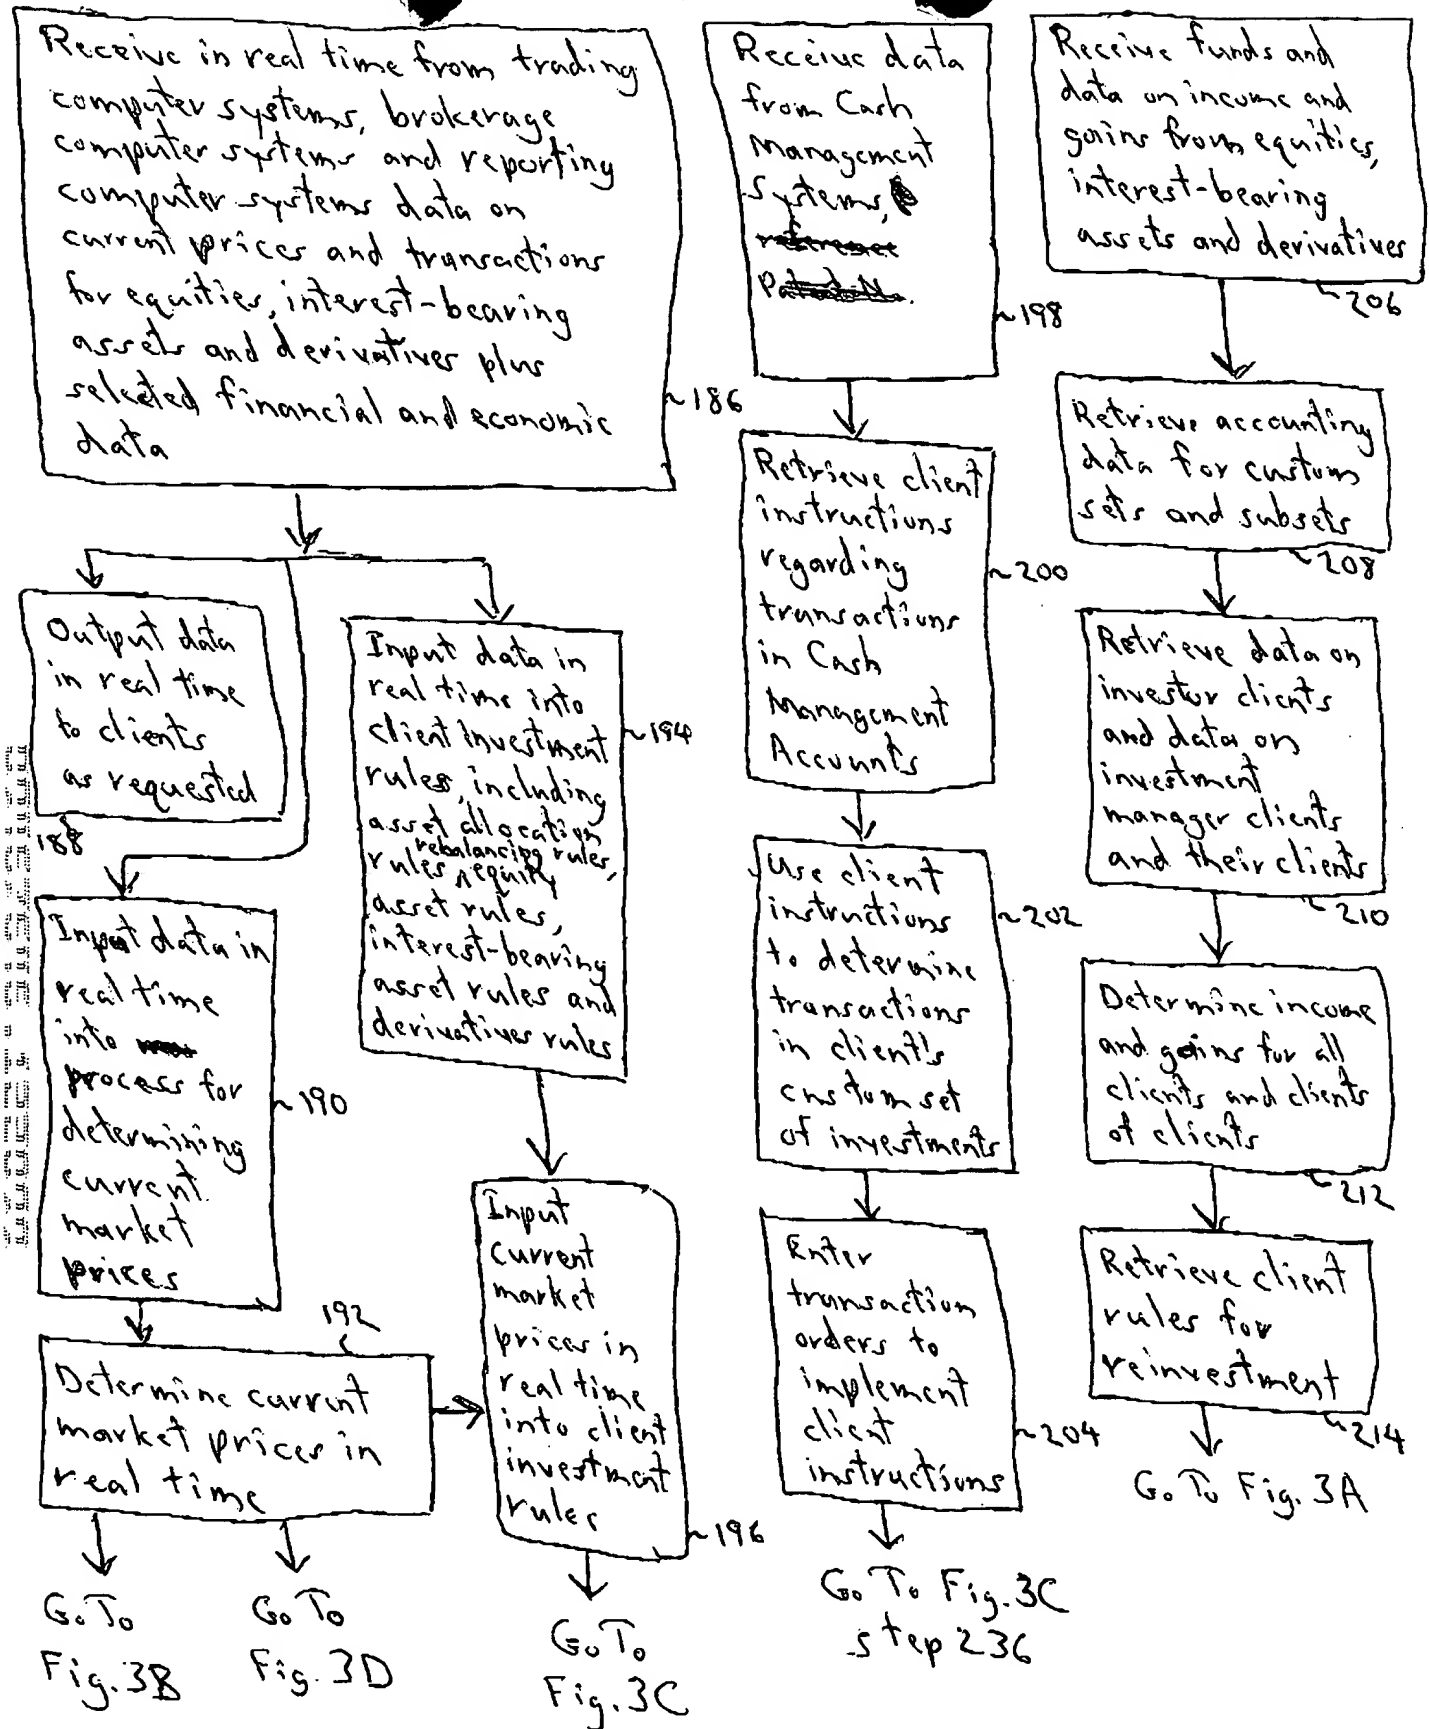 Receive in real time from trading
computer systems, brokerage
computer systems and reporting
computer systems data on
current prices and transactions
for equities, interest-bearing
assets and derivatives plus
selected financial and economic
data
186
Output data
in real time
to clients
as requested
188
Input data in
real time
into
process for
determining
current
market
prices
190
192
Determine current
market prices in
real time
Go To
Fig. 3B
Go To
Fig. 3D
Input data in
real time into
client investment
rules, including
asset allocation
rebalancing rules,
rules, equity
asset rules,
interest-bearing
asset rules and
derivatives rules
194
Input
current
market
prices in
real time
into client
investment
rules
196
Go To
Fig. 3C
Receive data
from Cash
Management
Systems,
reference
Patent No.
198
Retrieve client
instructions
regarding
transactions
in Cash
Management
Accounts
200
Use client
instructions
to determine
transactions
in client's
custom set
of investments
202
Enter
transaction
orders to
implement
client
instructions
204
Go To Fig. 3C
step 236
Receive funds and
data on income and
gains from equities,
interest-bearing
assets and derivatives
206
Retrieve accounting
data for custom
sets and subsets
208
Retrieve data on
investor clients
and data on
investment
manager clients
and their clients
210
Determine income
and gains for all
clients and clients
of clients
212
Retrieve client
rules for
reinvestment
214
Go To Fig. 3A